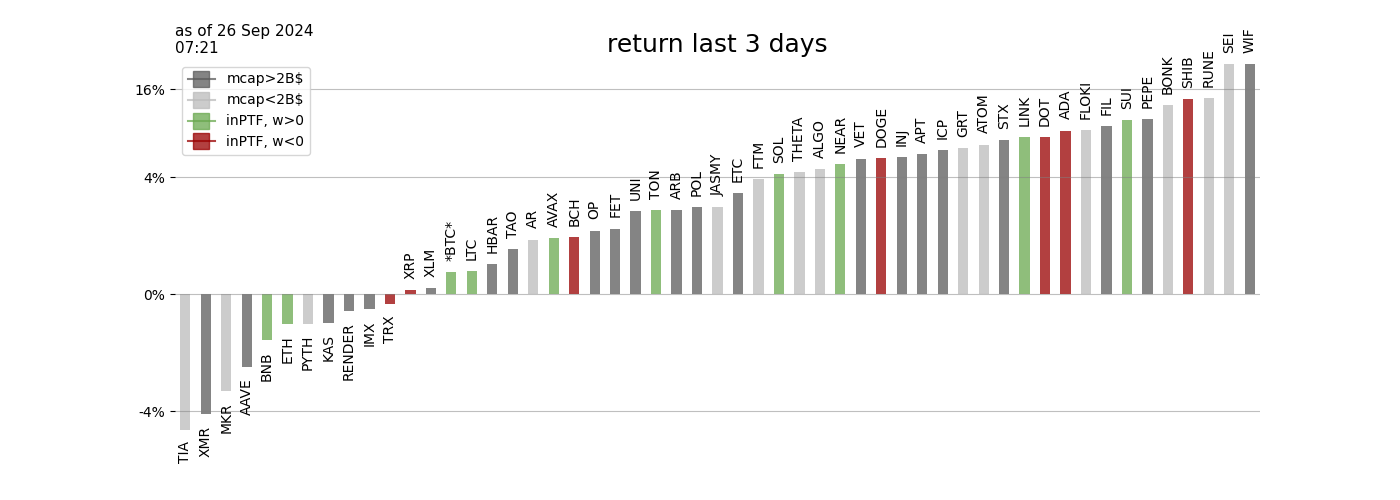 as of 26 Sep 2024
07:21
return last 3 days
mcap>2B$
mcap<2B$
inPTF, w>0
inPTF, w<0
16%
4%
0%
-4%
TIA
XMR
MKR
AAVE
BNB
ETH
PYTH
KAS
RENDER
IMX
TRX
XRP
XLM
*BTC*
LTC
HBAR
TAO
AR
AVAX
BCH
OP
FET
UNI
TON
ARB
POL
JASMY
ETC
FTM
SOL
THETA
ALGO
NEAR
VET
DOGE
INJ
APT
ICP
GRT
ATOM
STX
LINK
DOT
ADA
FLOKI
FIL
SUI
PEPE
BONK
SHIB
RUNE
SEI
WIF